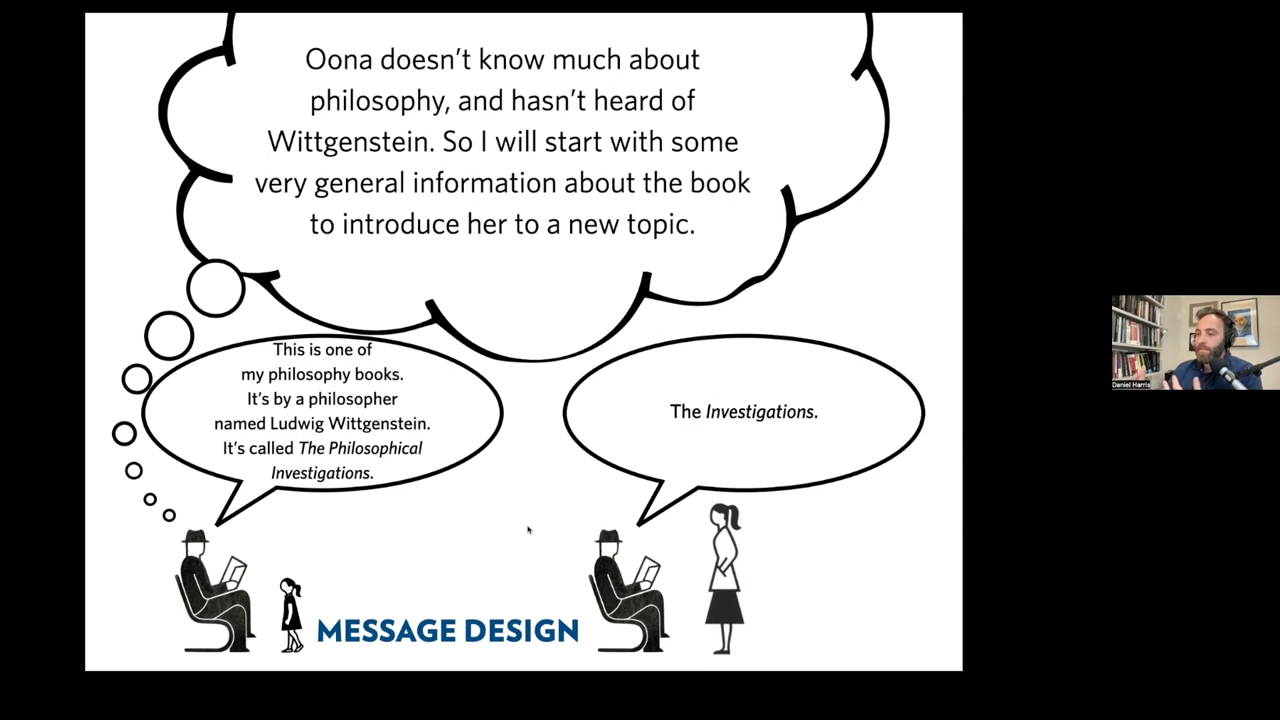 Oona doesn't know much about
philosophy, and hasn't heard of
Wittgenstein. So I will start with some
very general information about the book
to introduce her to a new topic.
This is one of
my philosophy books.
It's by a philosopher
named Ludwig Wittgenstein.
It's called The Philosophical
Investigations.
The Investigations.
MESSAGE DESIGN
Daniel Harris